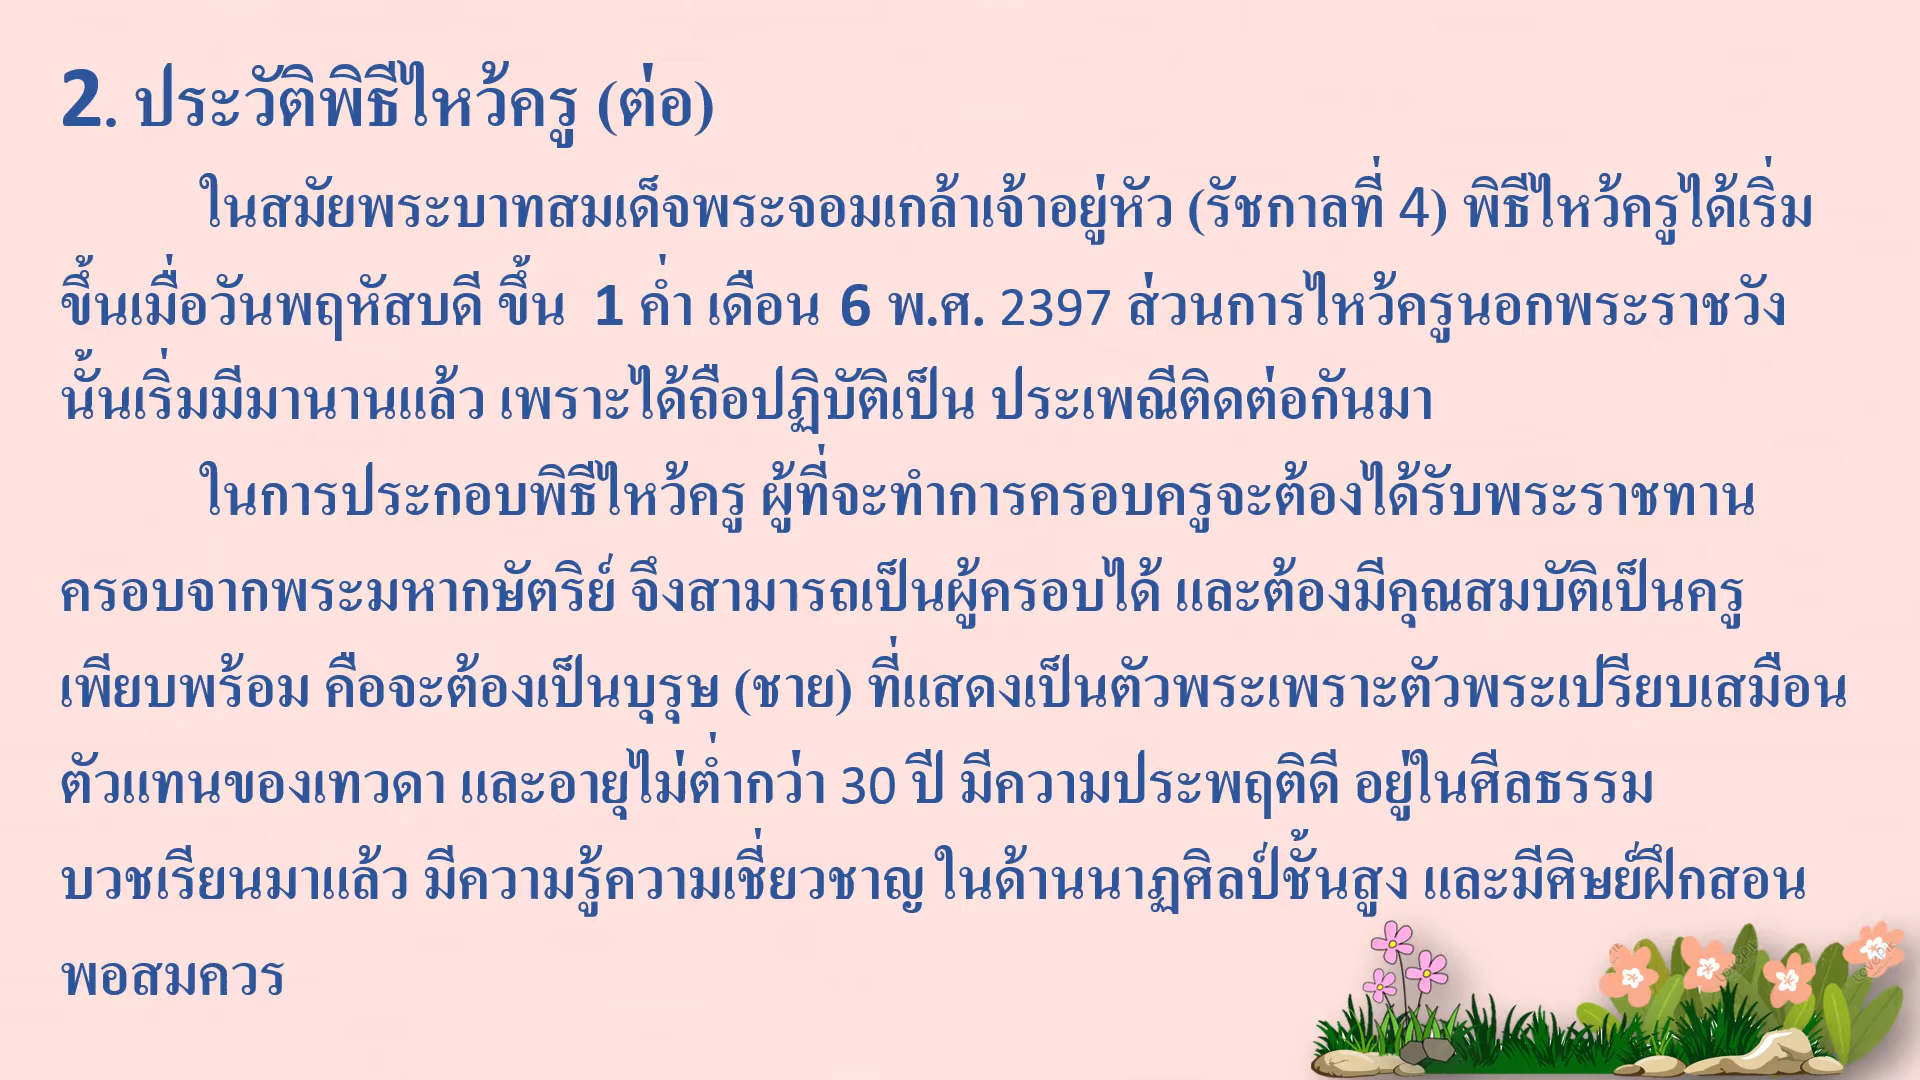 2. ประวัติพิธีไหว้ครู (ต่อ)
ในสมัยพระบาทสมเด็จพระจอมเกล้าเจ้าอยู่หัว (รัชกาลที่ 4) พิธีไหว้ครูได้เริ่ม
ขึ้นเมื่อวันพฤหัสบดี ขึ้น 1 ค่ำ เดือน 6 พ.ศ. 2397 ส่วนการไหว้ครูนอกพระราชวัง
นั้นเริ่มมีมานานแล้ว เพราะได้ถือปฏิบัติเป็น ประเพณีติดต่อกันมา
ในการประกอบพิธีไหว้ครู ผู้ที่จะทำการครอบครูจะต้องได้รับพระราชทาน
ครอบจากพระมหากษัตริย์ จึงสามารถเป็นผู้ครอบได้ และต้องมีคุณสมบัติเป็นครู
เพียบพร้อม คือจะต้องเป็นบุรุษ (ชาย) ที่แสดงเป็นตัวพระเพราะตัวพระเปรียบเสมือน
ตัวแทนของเทวดา และอายุไม่ต่ำกว่า 30 ปี มีความประพฤติดี อยู่ในศีลธรรม
บวชเรียนมาแล้ว มีความรู้ความเชี่ยวชาญ ในด้านนาฏศิลป์ชั้นสูง และมีศิษย์ฝึกสอน
พอสมควร